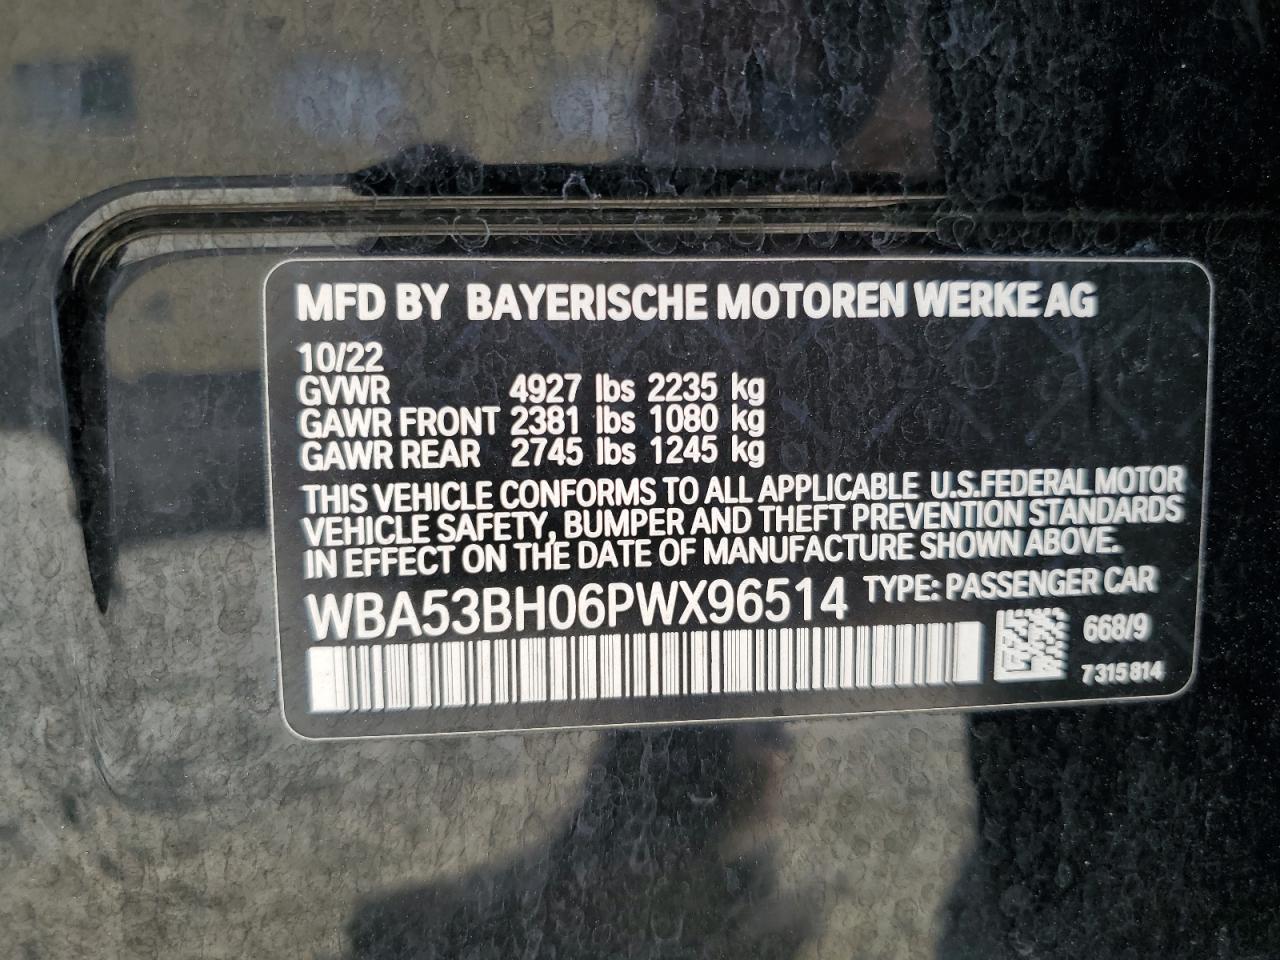 MFD BY BAYERISCHE MOTOREN WERKE AG
10/22
GVWR 4927 lbs 2235 kg
GAWR FRONT 2381 lbs 1080 kg
GAWR REAR 2745 lbs 1245 kg
THIS VEHICLE CONFORMS TO ALL APPLICABLE U.S.FEDERAL MOTOR
VEHICLE SAFETY, BUMPER AND THEFT PREVENTION STANDARDS
IN EFFECT ON THE DATE OF MANUFACTURE SHOWN ABOVE.
WBA53BH06PWX96514 TYPE: PASSENGER CAR
668/9
7 315 814